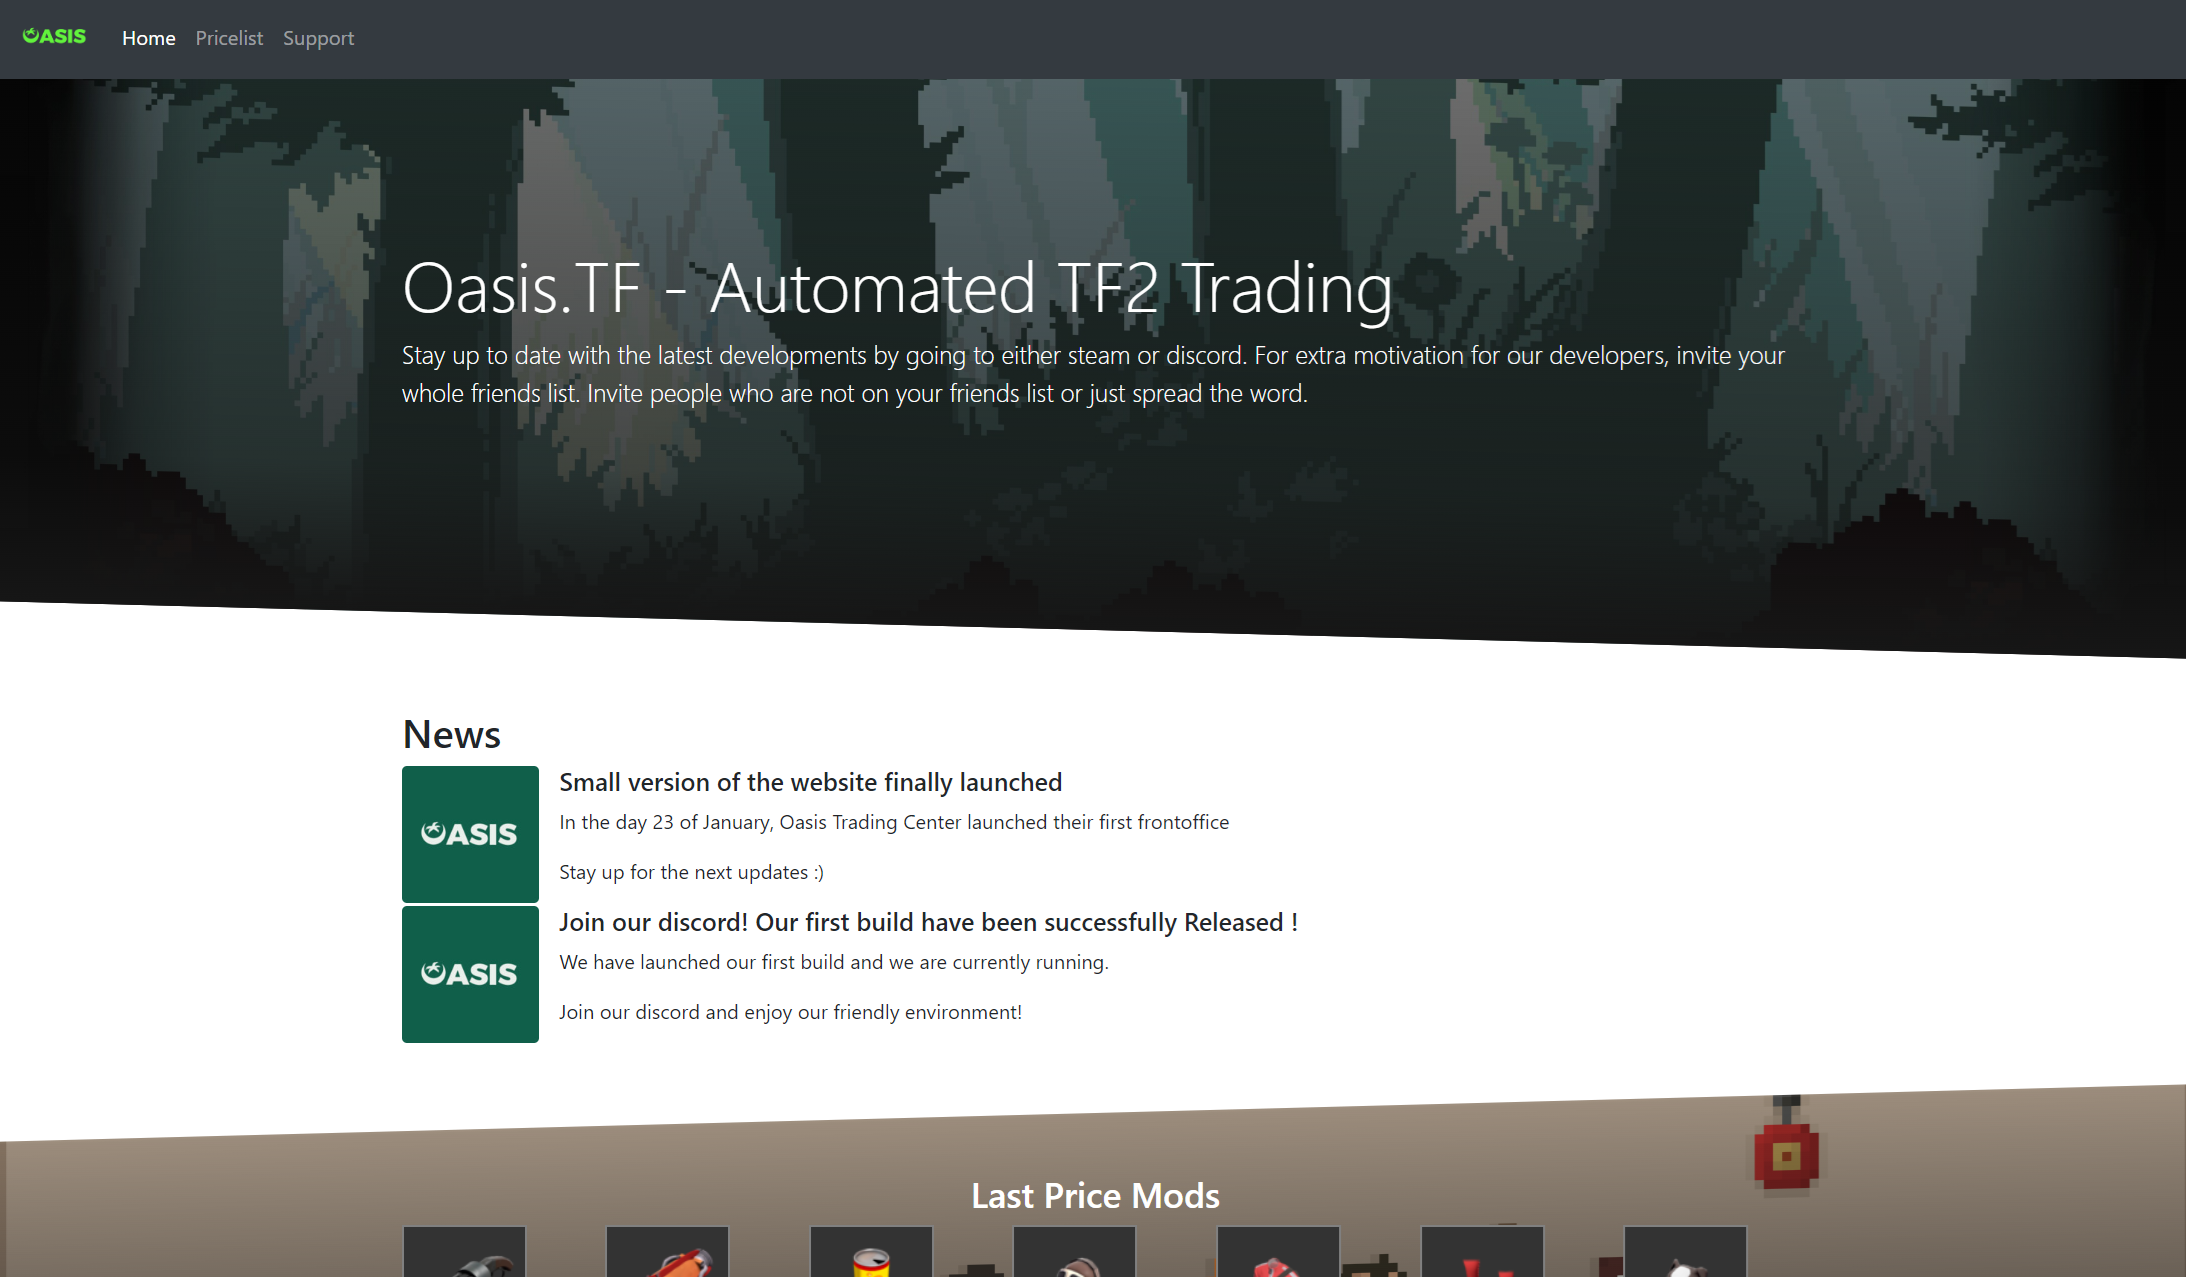 OASIS Home Pricelist Support
Oasis.TF - Automated TF2 Trading
Stay up to date with the latest developments by going to either steam or discord. For extra motivation for our developers, invite your
whole friends list. Invite people who are not on your friends list or just spread the word.
News
Small version of the website finally launched
In the day 23 of January, Oasis Trading Center launched their first frontoffice
OASIS
Stay up for the next updates :)
Join our discord! Our first build have been successfully Released !
We have launched our first build and we are currently running.
OASIS
Join our discord and enjoy our friendly environment!
Last Price Mods